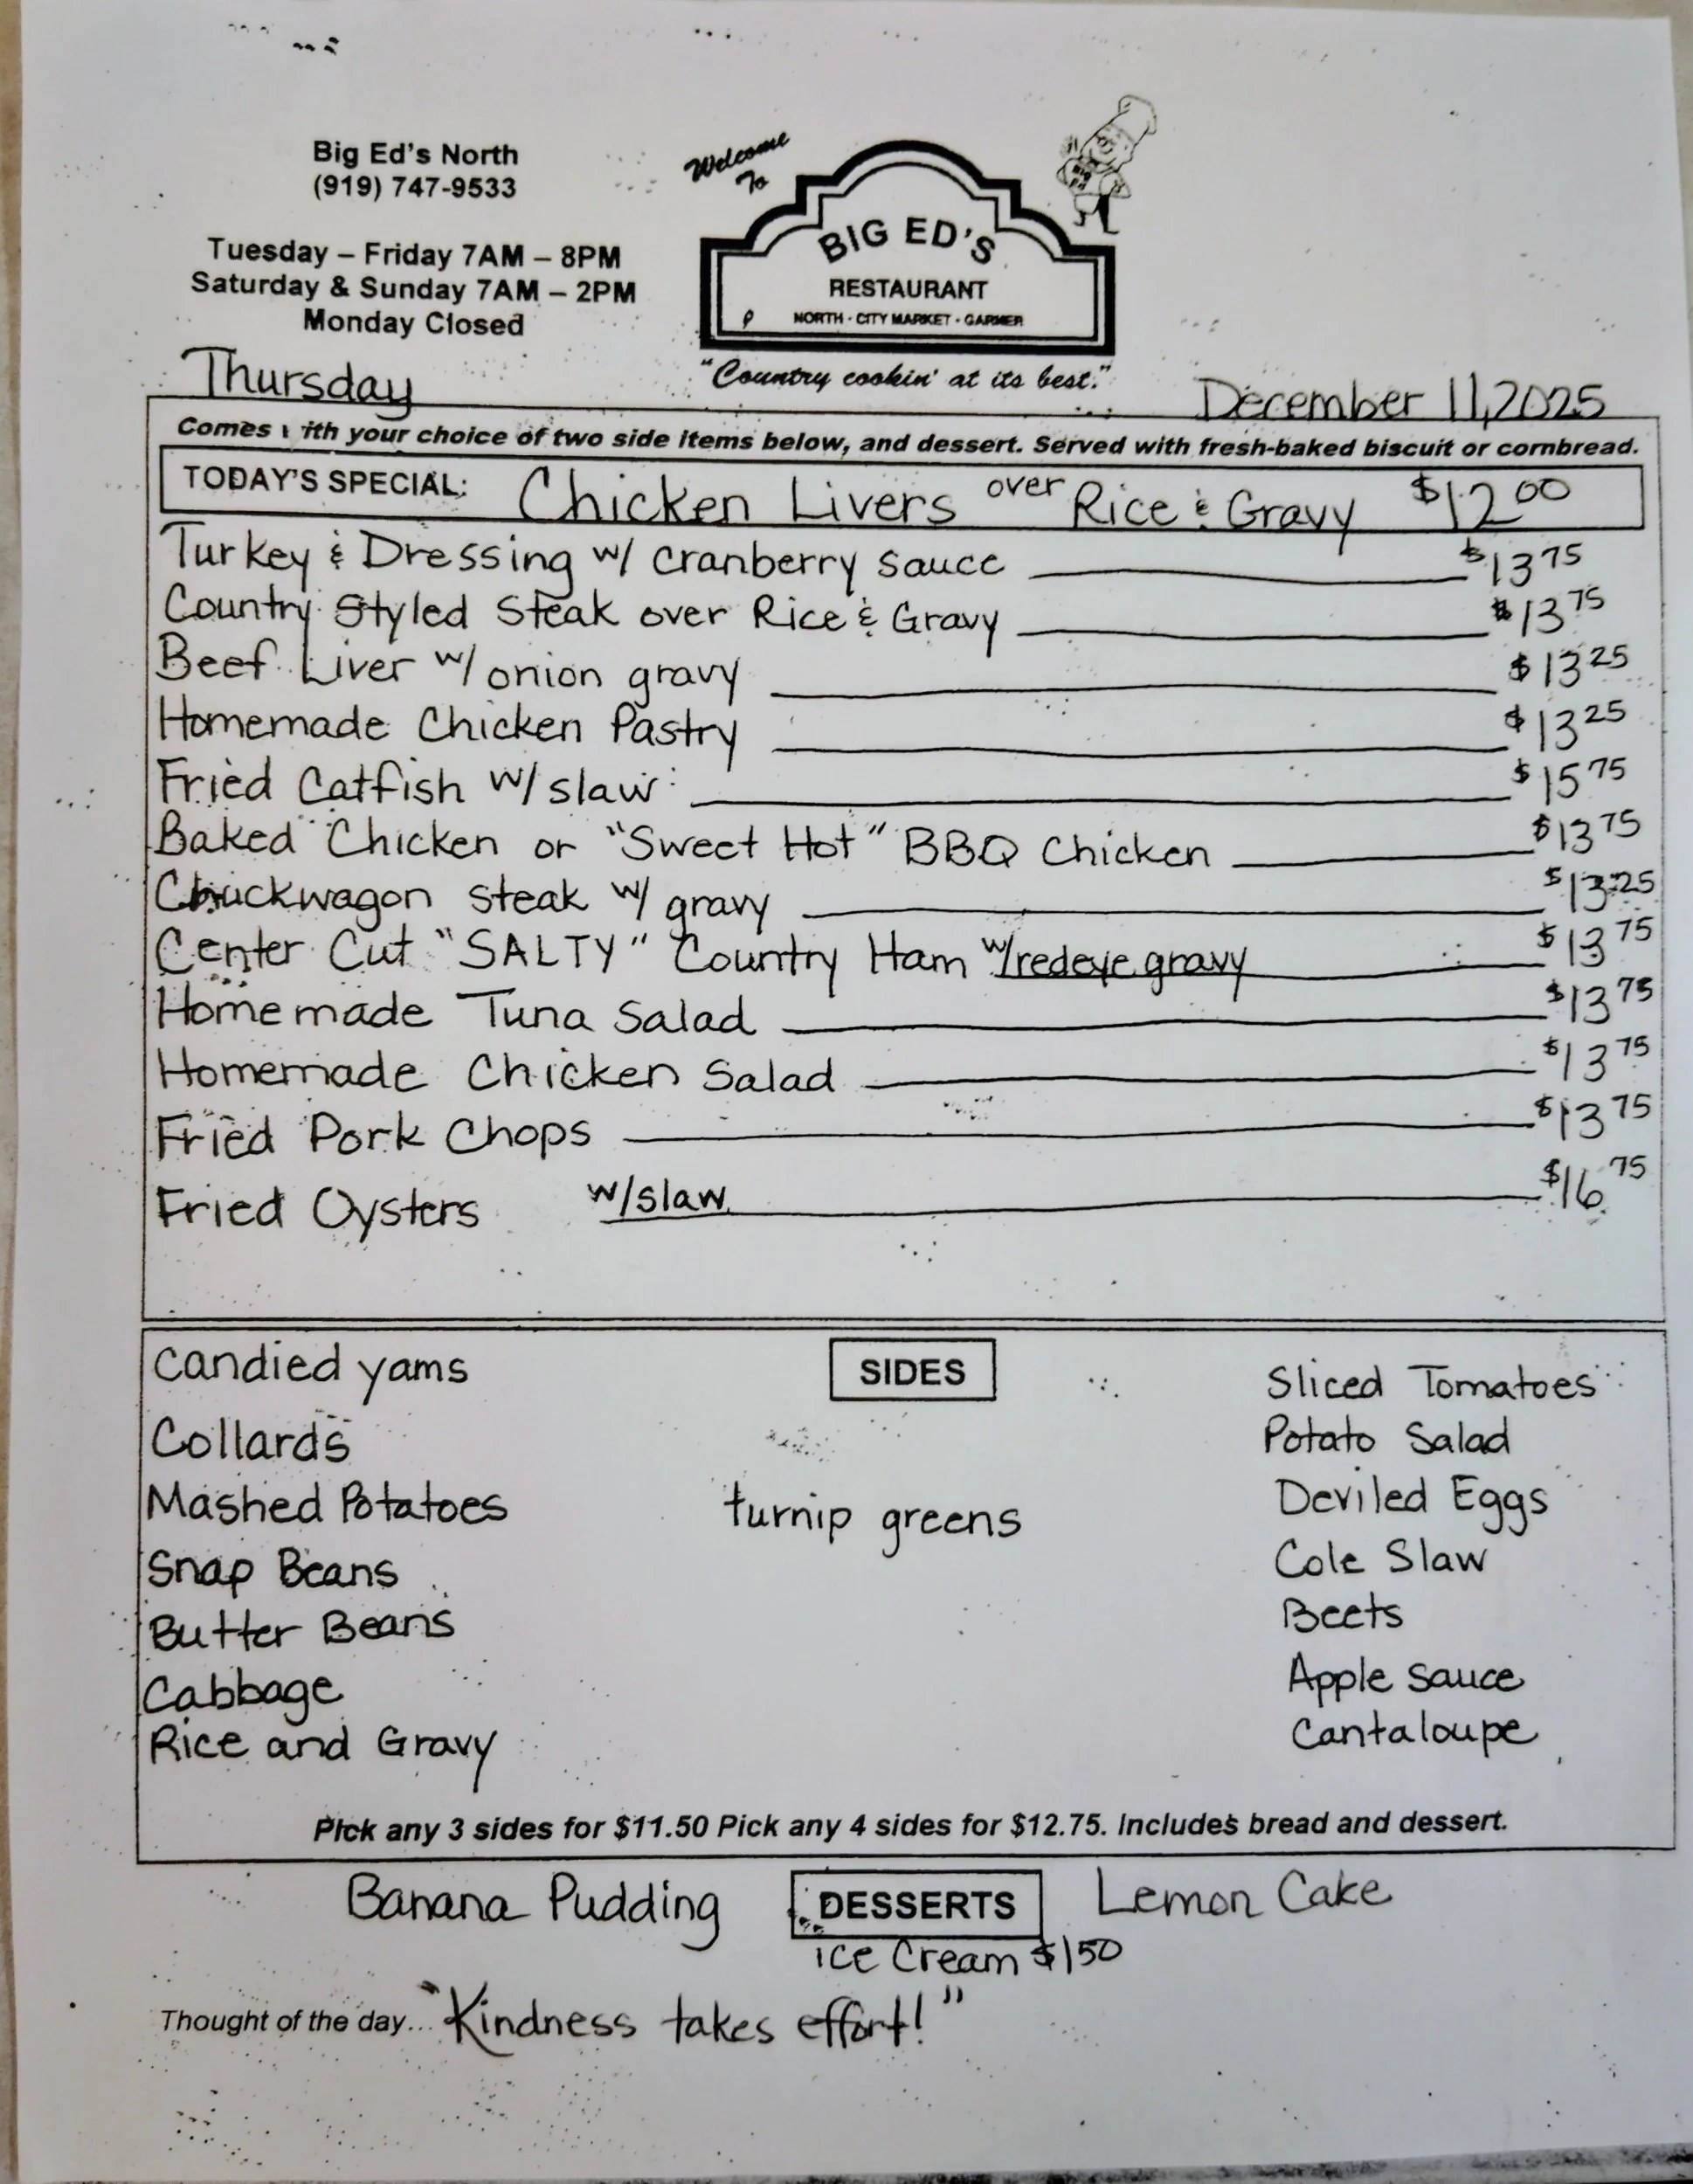 Big Ed's North
(919) 747-9533
Tuesday – Friday 7AM – 8PM
Saturday & Sunday 7AM – 2PM
Monday Closed
Welcome
To
BIG ED'S
RESTAURANT
NORTH · CITY MARKET · GARNER
"Country cookin' at its best."
BIG ED
Thursday
December 11, 2025
Comes with your choice of two side items below, and dessert. Served with fresh-baked biscuit or cornbread.
TODAY'S SPECIAL: Chicken Livers over Rice & Gravy $12 00
Turkey & Dressing w/ cranberry sauce $13 75
Country Styled Steak over Rice & Gravy $13 75
Beef Liver w/ onion gravy $13 25
Homemade Chicken Pastry $13 25
Fried Catfish w/ slaw $15 75
Baked Chicken or "Sweet Hot" BBQ Chicken $13 75
Chuckwagon steak w/ gravy $13 25
Center Cut "SALTY" Country Ham w/redeye gravy $13 75
Homemade Tuna Salad $13 75
Homemade Chicken Salad $13 75
Fried Pork Chops $13 75
Fried Oysters w/slaw $16 75
SIDES
Candied yams
Collards
Mashed Potatoes
Snap Beans
Butter Beans
Cabbage
Rice and Gravy
turnip greens
Sliced Tomatoes
Potato Salad
Deviled Eggs
Cole Slaw
Beets
Apple sauce
Cantaloupe
Pick any 3 sides for $11.50 Pick any 4 sides for $12.75. Includes bread and dessert.
Banana Pudding DESSERTS Lemon Cake
ice Cream $1 50
Thought of the day... "Kindness takes effort!"